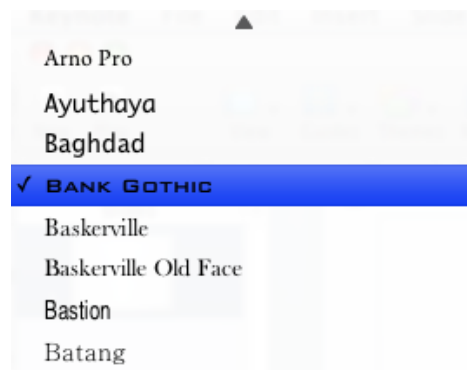 Arno Pro
Ayuthaya
Baghdad
✓ BANK GOTHIC
Baskerville
Baskerville Old Face
Bastion
Batang